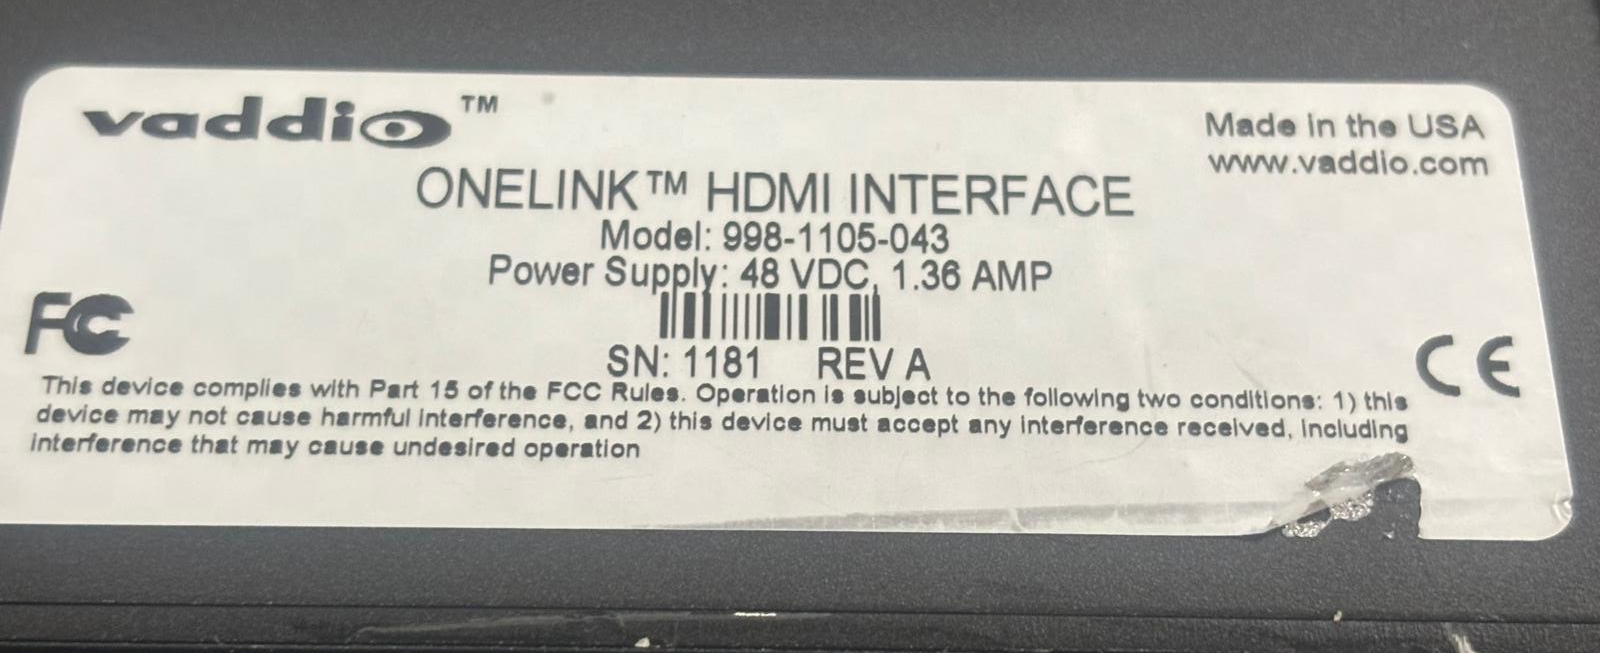 vaddio™
Made in the USA
www.vaddio.com
ONELINK™ HDMI INTERFACE
Model: 998-1105-043
Power Supply: 48 VDC, 1.36 AMP
FC
SN: 1181 REV A
CE
This device complies with Part 15 of the FCC Rules. Operation is subject to the following two conditions: 1) this
device may not cause harmful interference, and 2) this device must accept any interference received, including
interference that may cause undesired operation